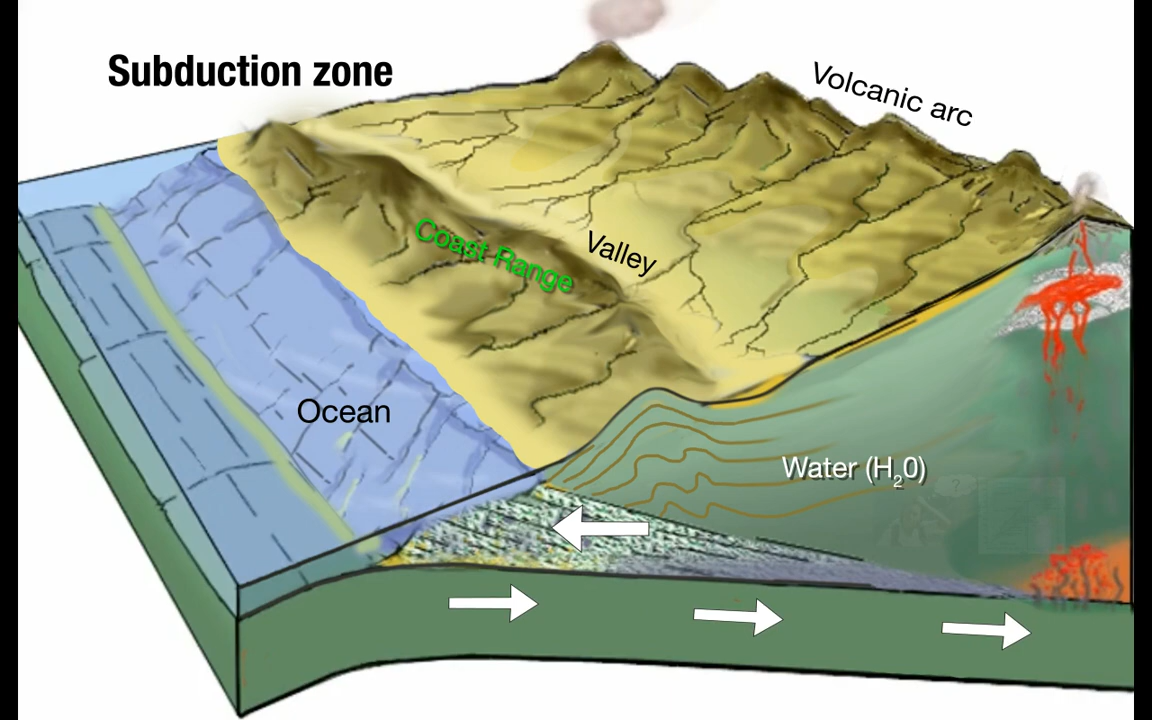 Subduction zone
Volcanic arc
Coast Range
Valley
Ocean
Water (H₂0)
?